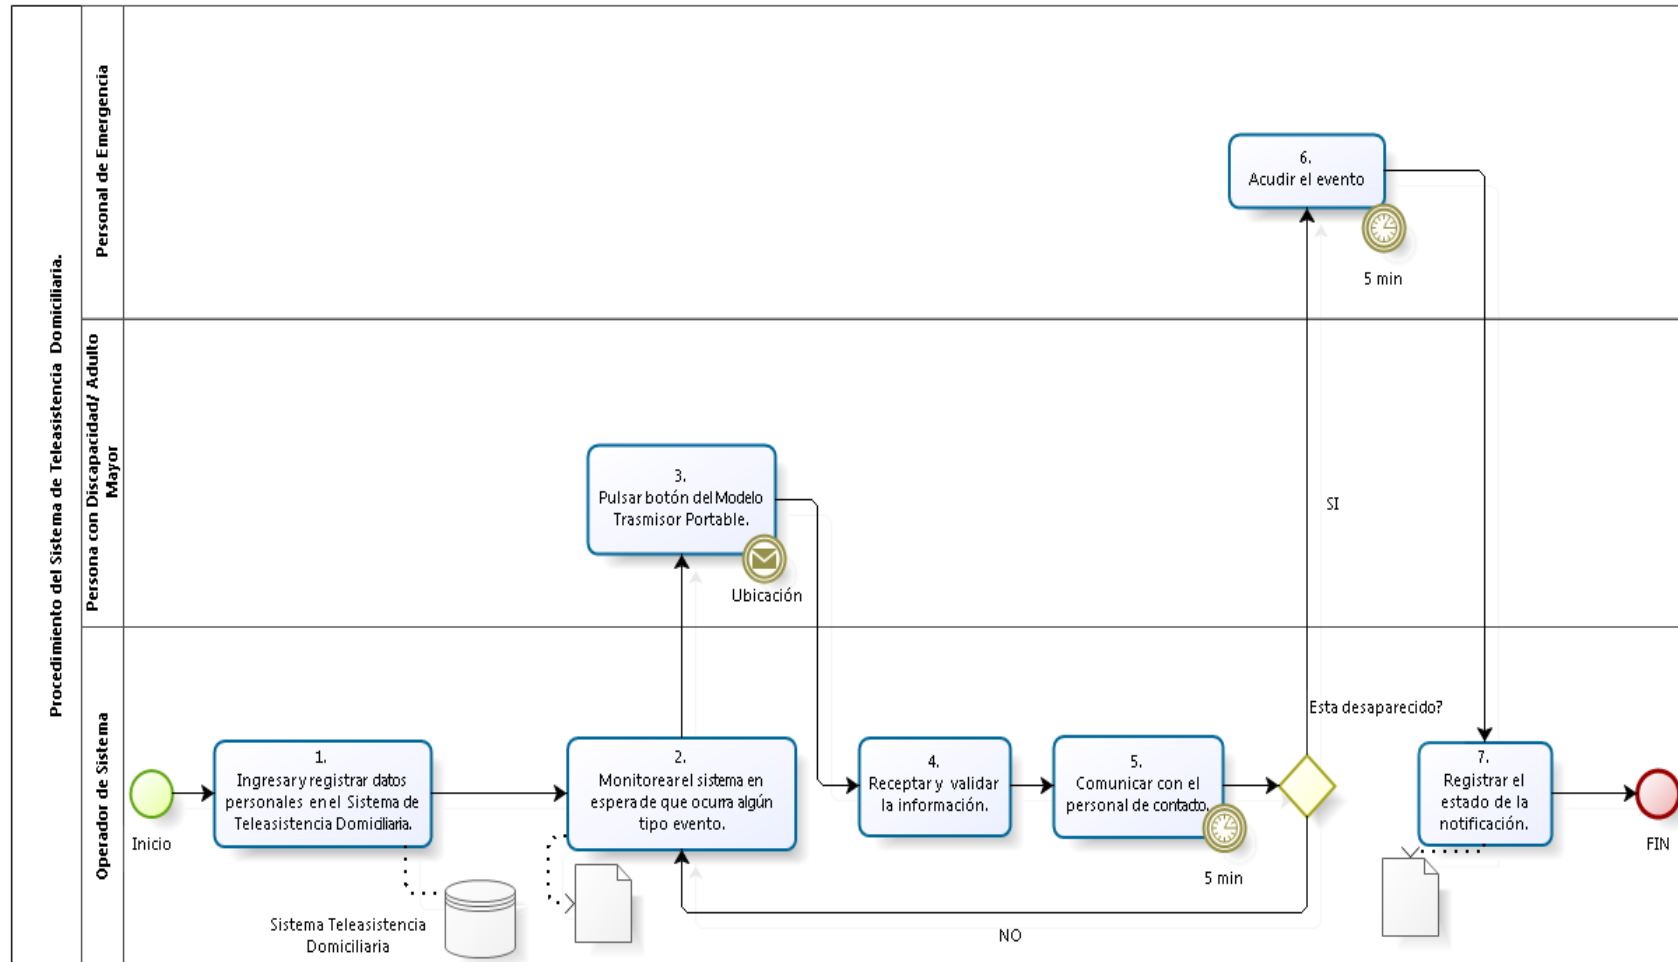 Procedimiento del Sistema de Teleasistencia Domiciliaria.
Personal de Emergencia
6.
Acudir el evento
5 min
Persona con Discapacidad/ Adulto
Mayor
3.
Pulsar botón del Modelo
Trasmisor Portable.
Ubicación
SI
Operador de Sistema
Inicio
1.
Ingresar y registrar datos
personales en el Sistema de
Teleasistencia Domiciliaria.
Sistema Teleasistencia
Domiciliaria
2.
Monitorear el sistema en
espera de que ocurra algún
tipo evento.
4.
Receptar y validar
la información.
5.
Comunicar con el
personal de contacto.
5 min
Esta desaparecido?
NO
7.
Registrar el
estado de la
notificación.
FIN